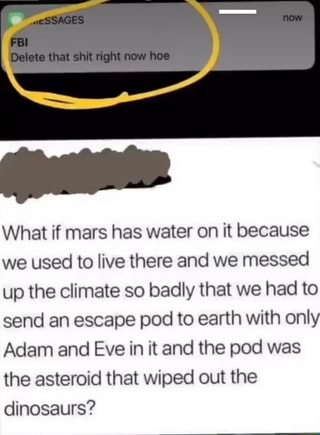 MESSAGES now
FBI
Delete that shit right now hoe
What if mars has water on it because
we used to live there and we messed
up the climate so badly that we had to
send an escape pod to earth with only
Adam and Eve in it and the pod was
the asteroid that wiped out the
dinosaurs?